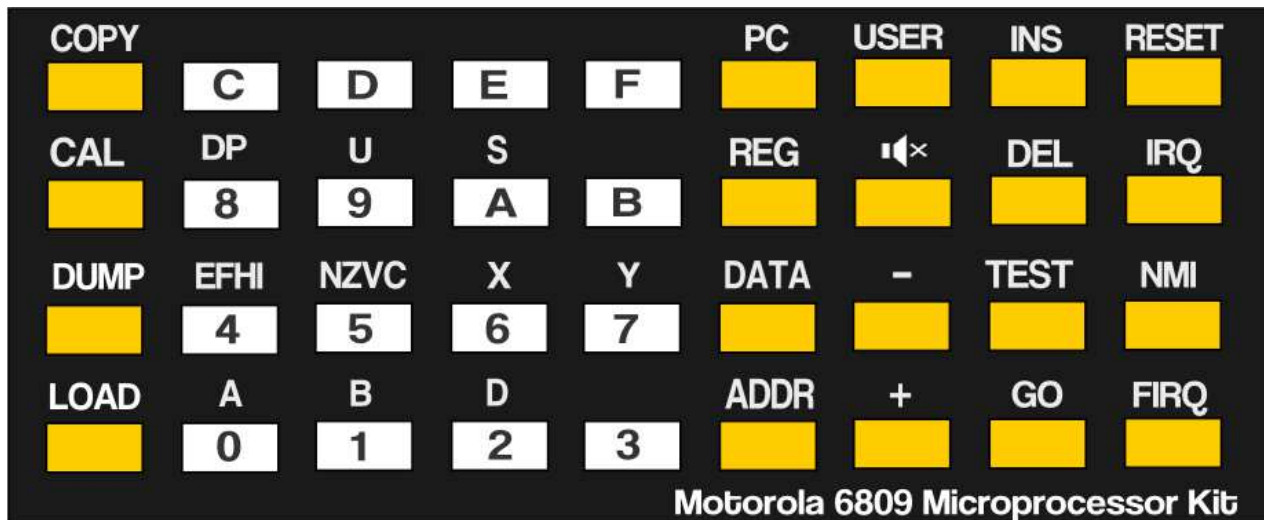 COPY PC USER INS RESET
C D E F
CAL DP U S REG DEL IRQ
8 9 A B
DUMP EFHI NZVC X Y DATA - TEST NMI
4 5 6 7
LOAD A B D ADDR + GO FIRQ
0 1 2 3
Motorola 6809 Microprocessor Kit